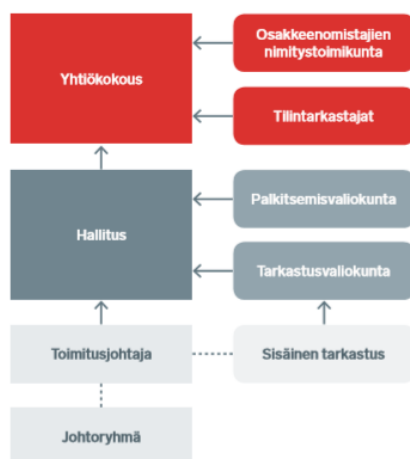 Osakkeenomistajien
nimitystoimikunta
Yhtiökokous
Tilintarkastajat
Palkitsemisvaliokunta
Hallitus
Tarkastusvaliokunta
Toimitusjohtaja
Sisäinen tarkastus
Johtoryhmä